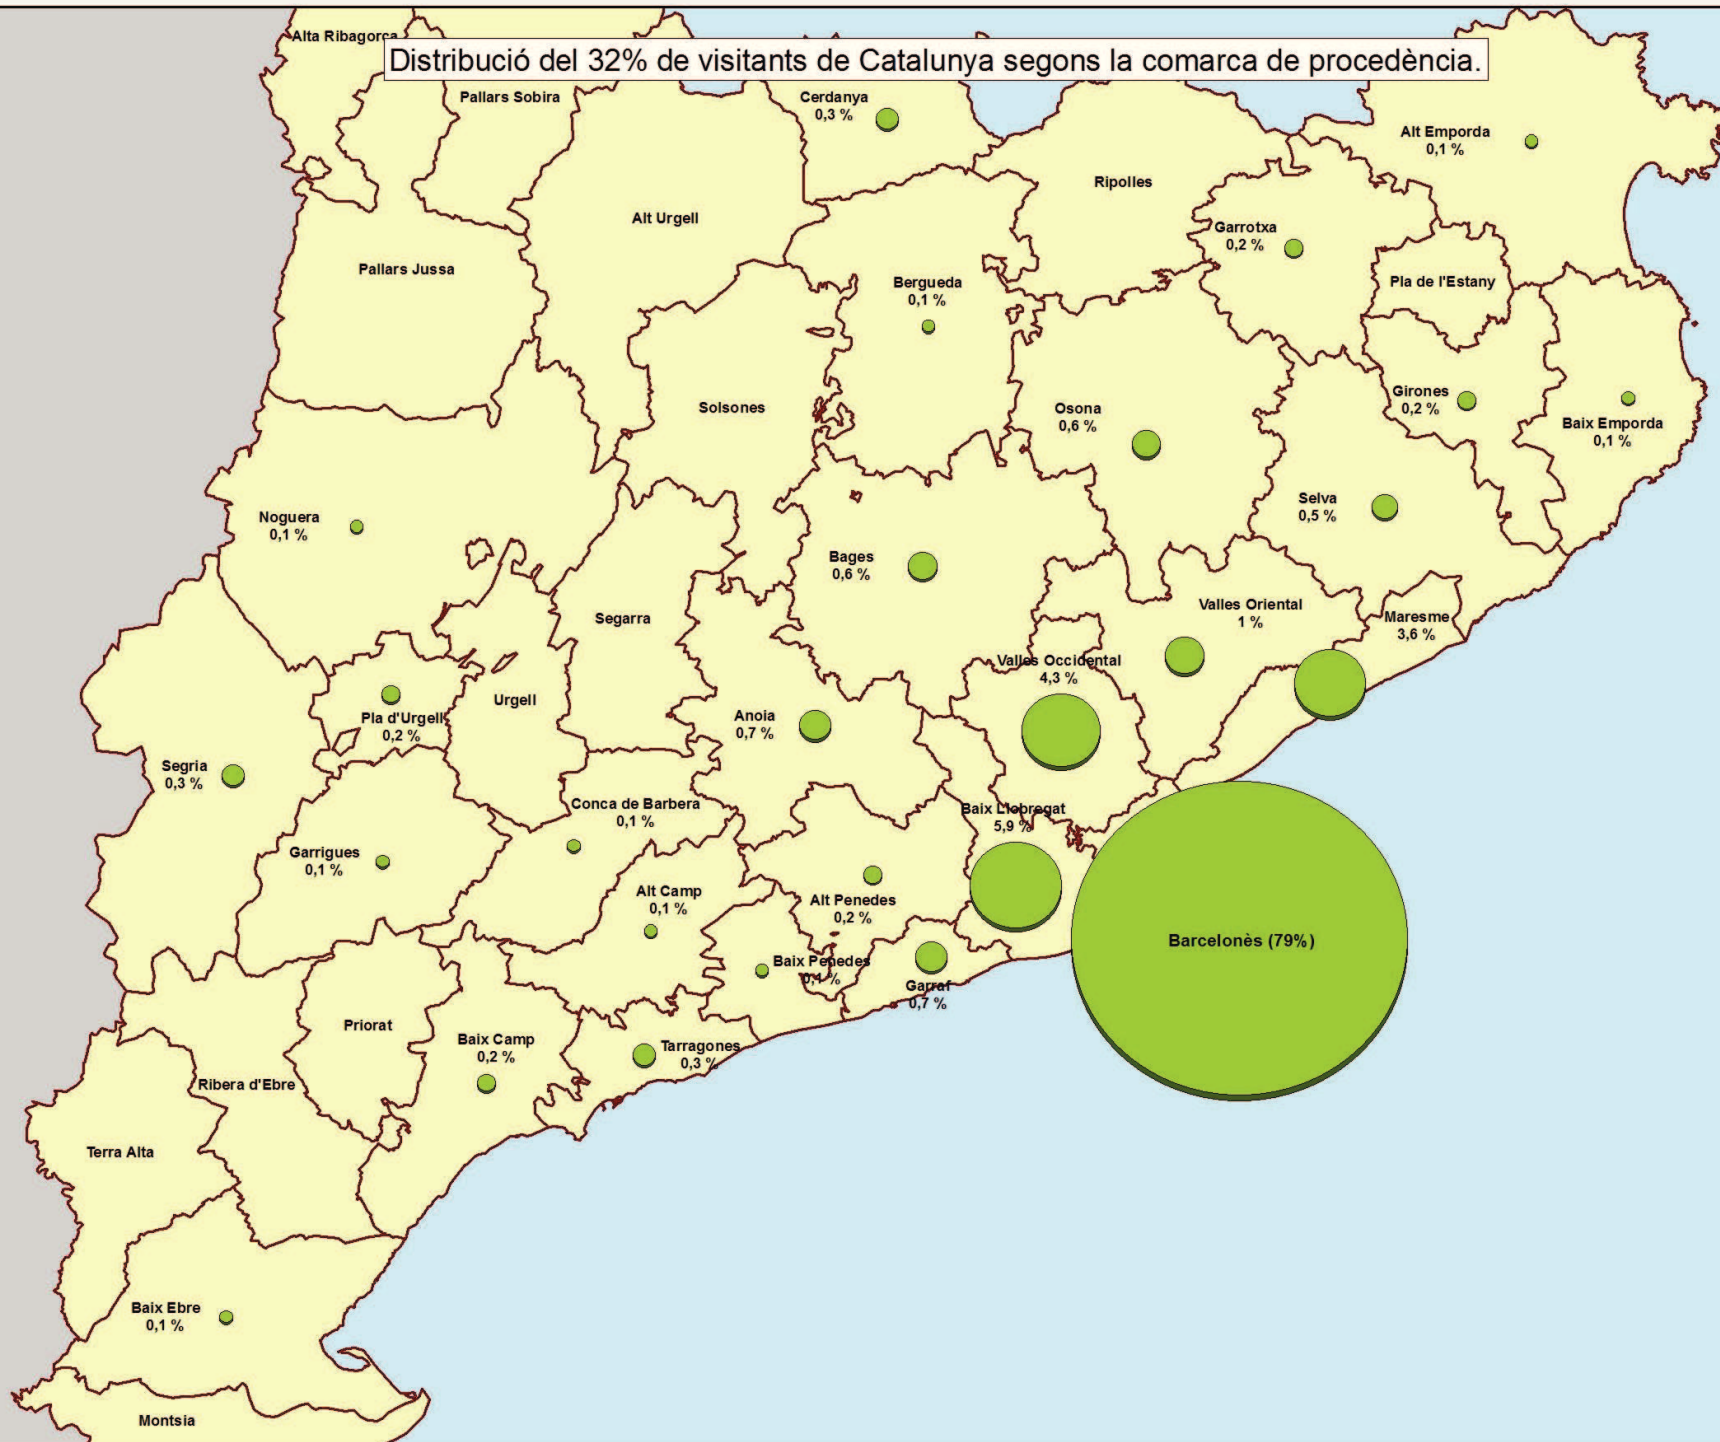 Alta Ribagorça
Distribució del 32% de visitants de Catalunya segons la comarca de procedència.
Pallars Sobira
Cerdanya
0,3 %
Alt Emporda
0,1 %
Ripolles
Alt Urgell
Garrotxa
0,2 %
Pallars Jussa
Bergueda
0,1 %
Pla de l'Estany
Solsones
Osona
0,6 %
Girones
0,2 %
Baix Emporda
0,1 %
Noguera
0,1 %
Selva
0,5 %
Bages
0,6 %
Segarra
Valles Oriental
1 %
Maresme
3,6 %
Valles Occidental
4,3 %
Urgell
Pla d'Urgell
0,2 %
Anoia
0,7 %
Segria
0,3 %
Conca de Barbera
0,1 %
Baix Llobregat
5,9 %
Garrigues
0,1 %
Alt Camp
0,1 %
Alt Penedes
0,2 %
Barcelonès (79%)
Baix Penedes
0,1 %
Garraf
0,7 %
Priorat
Baix Camp
0,2 %
Tarragones
0,3 %
Ribera d'Ebre
Terra Alta
Baix Ebre
0,1 %
Montsia